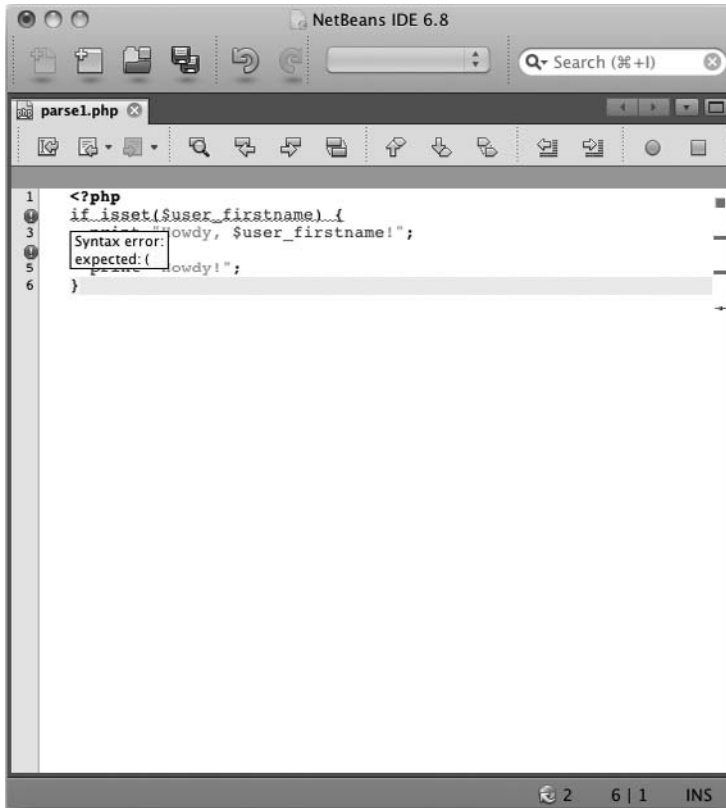 NetBeans IDE 6.8
Search (⌘+I)
php parse1.php
1 <?php
if isset($user_firstname) {
3 print "Howdy, $user_firstname!";
Syntax error:
expected: (
5 print "Howdy!";
6 }
2 6 | 1 INS